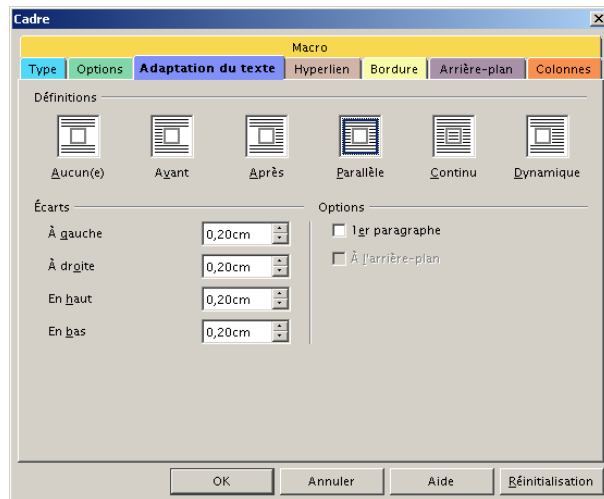 Cadre
Macro
Type Options Adaptation du texte Hyperlien Bordure Arrière-plan Colonnes
Définitions
Aucun(e) Avant Après Parallèle Continu Dynamique
Écarts Options
À gauche 0,20cm 1er paragraphe
À droite 0,20cm À l'arrière-plan
En haut 0,20cm
En bas 0,20cm
OK Annuler Aide Réinitialisation